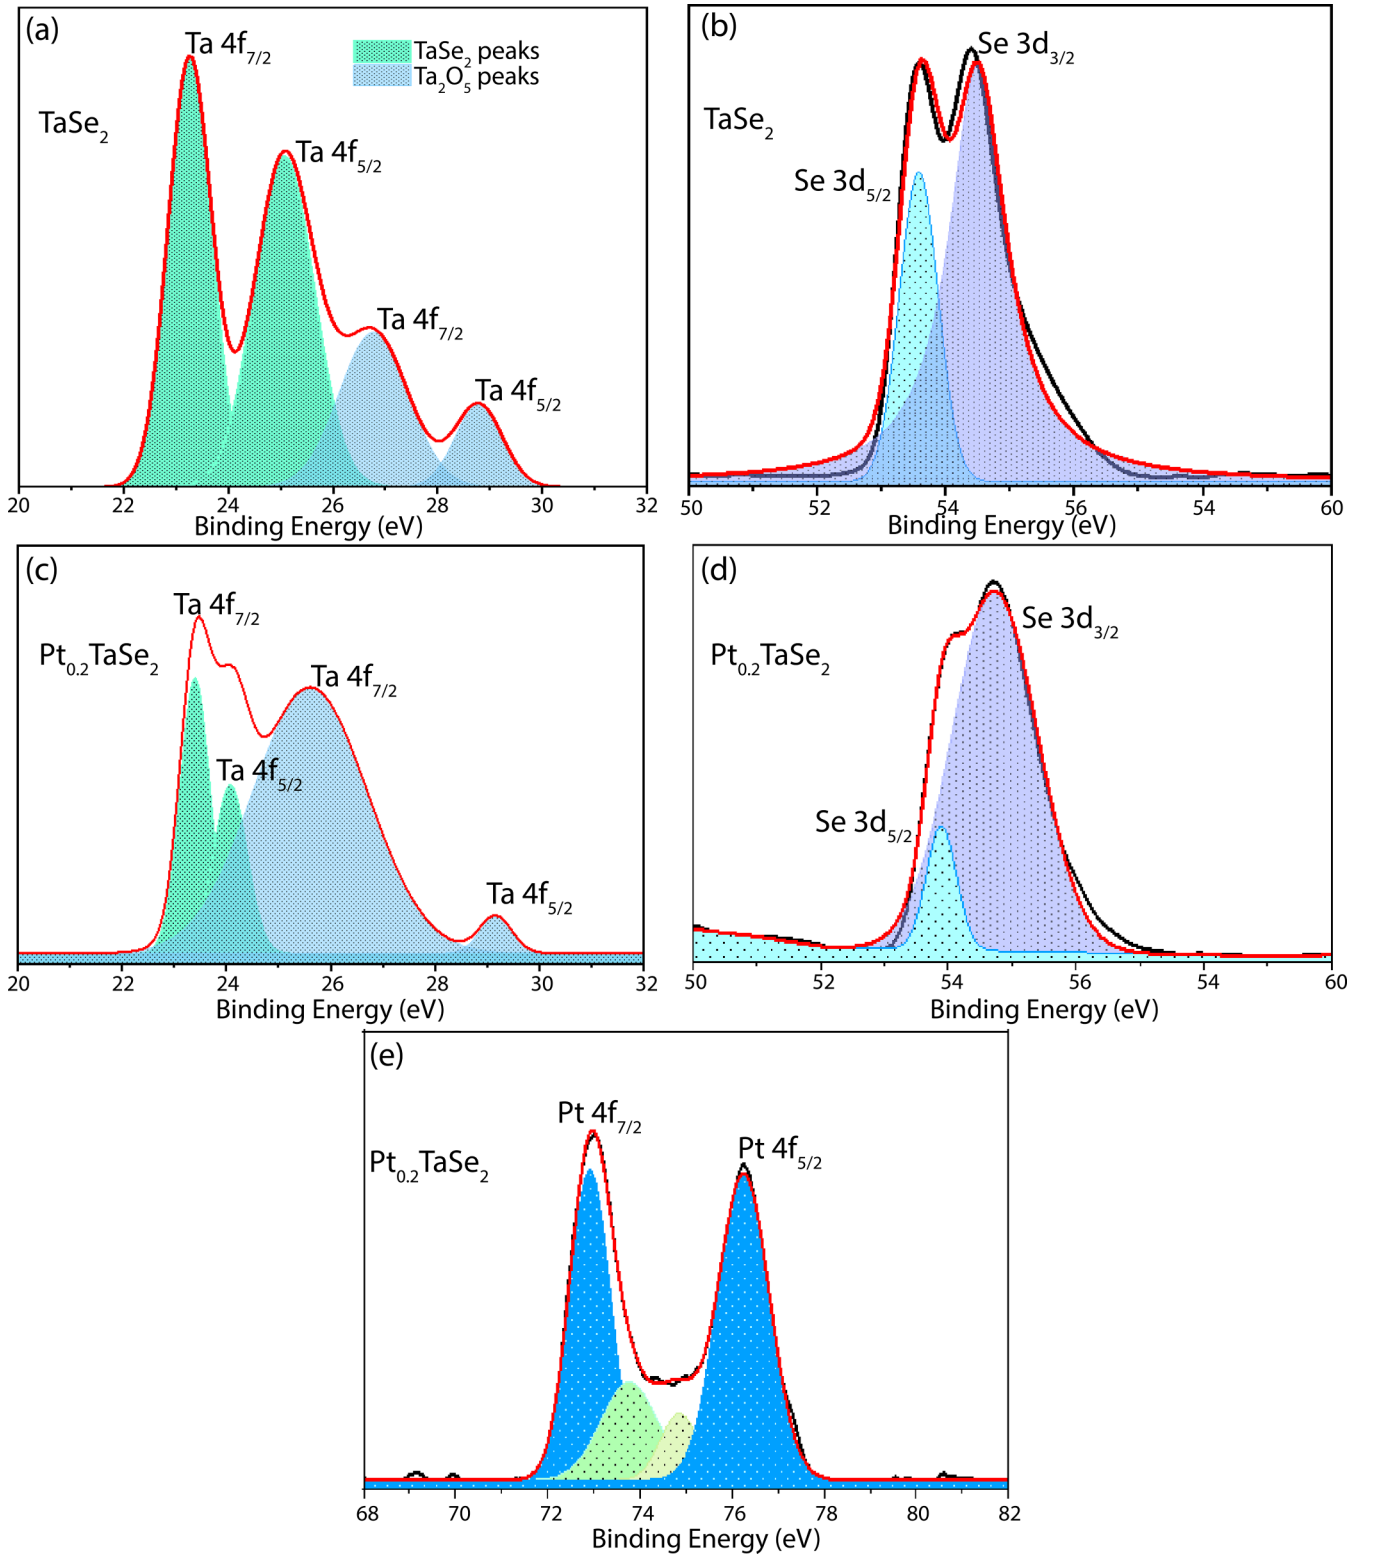 (a)
Ta 4f7/2
TaSe2 peaks
Ta2O5 peaks
TaSe2
Ta 4f5/2
Ta 4f7/2
Ta 4f5/2
20 22 24 26 28 30 32
Binding Energy (eV)
(b)
Se 3d3/2
TaSe2
Se 3d5/2
50 52 54 56 54 60
Binding Energy (eV)
(c)
Ta 4f7/2
Pt0.2TaSe2
Ta 4f7/2
Ta 4f5/2
Ta 4f5/2
20 22 24 26 28 30 32
Binding Energy (eV)
(d)
Se 3d3/2
Pt0.2TaSe2
Se 3d5/2
50 52 54 56 54 60
Binding Energy (eV)
(e)
Pt 4f7/2
Pt 4f5/2
Pt0.2TaSe2
68 70 72 74 76 78 80 82
Binding Energy (eV)